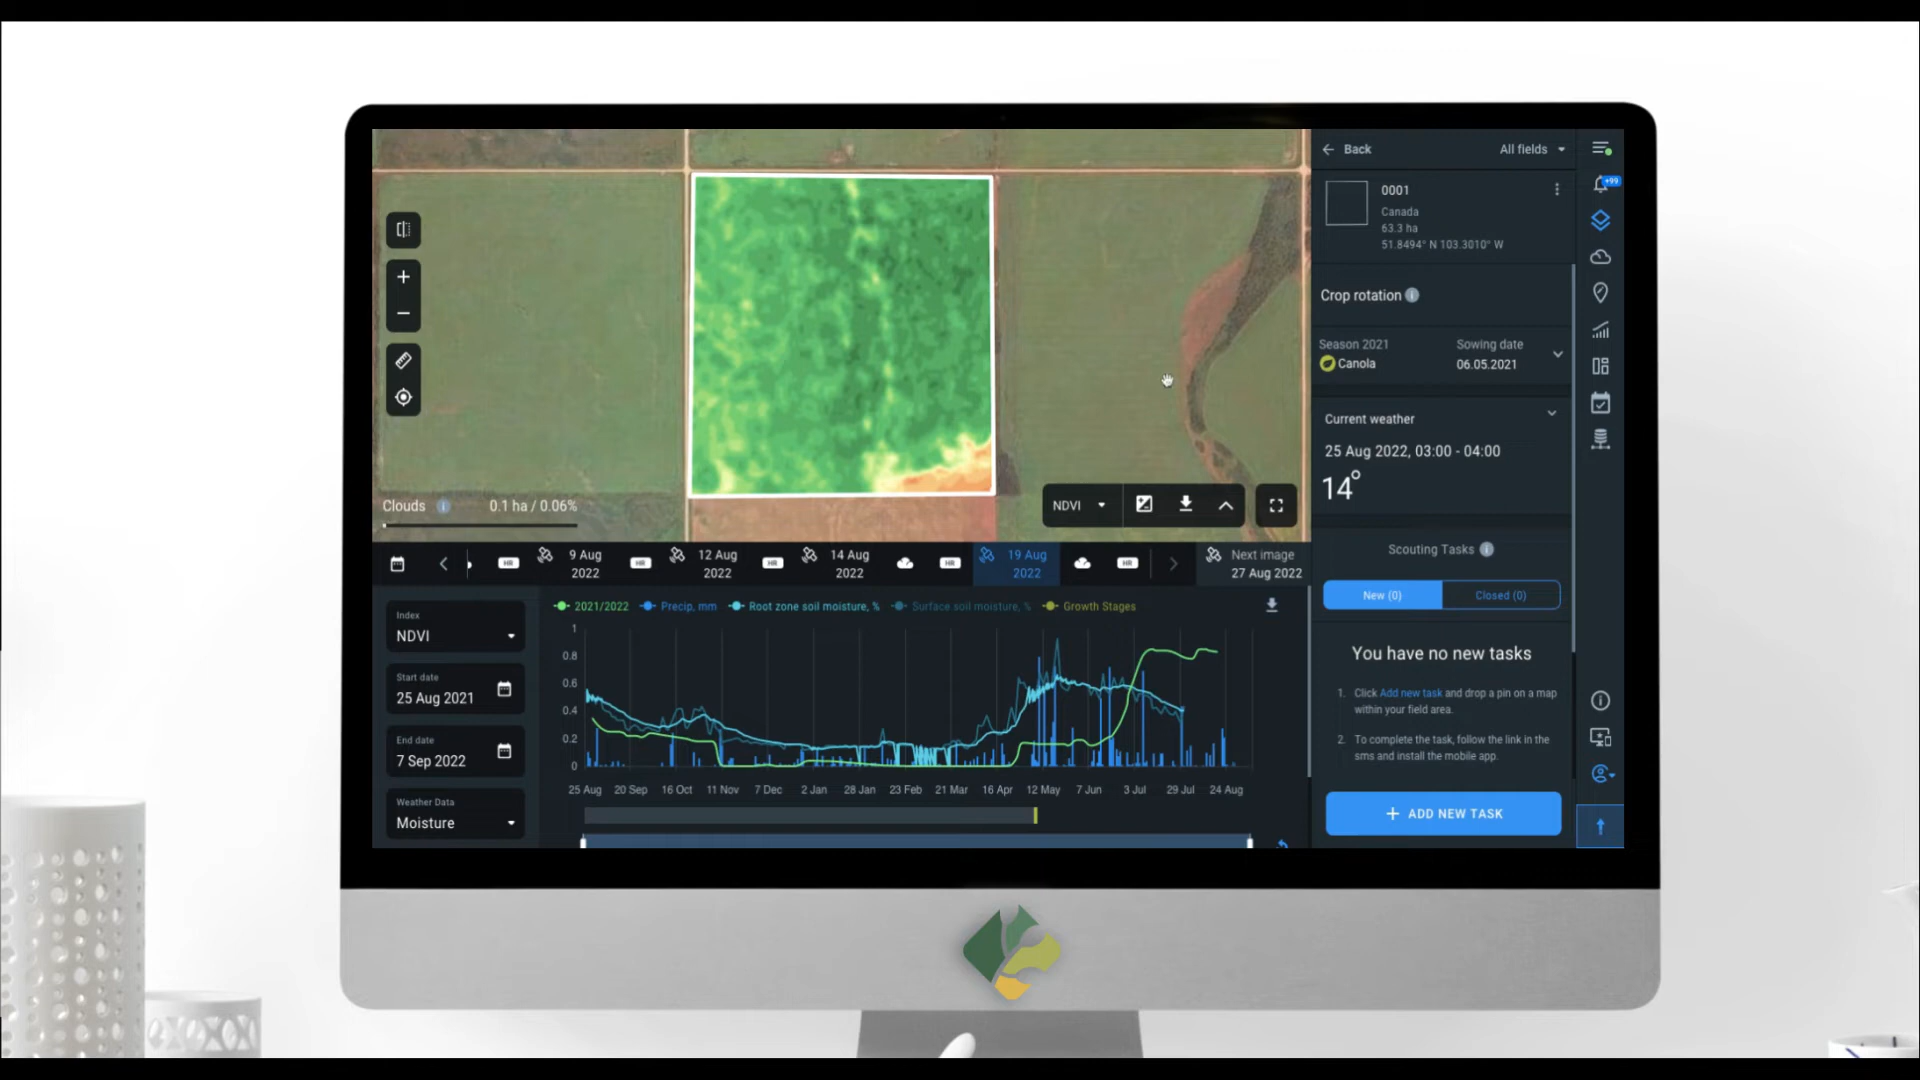 Back
All fields
+99
0001
Canada
63.3 ha
51.8494° N 103.3010° W
Crop rotation
Season 2021
Sowing date
Canola
06.05.2021
Current weather
25 Aug 2022, 03:00 - 04:00
14°
Scouting Tasks
New (0)
Closed (0)
You have no new tasks
1. Click Add new task and drop a pin on a map
within your field area.
2. To complete the task, follow the link in the
sms and install the mobile app.
+ ADD NEW TASK
Clouds
0.1 ha / 0.06%
NDVI
HR
9 Aug
2022
HR
12 Aug
2022
HR
14 Aug
2022
HR
19 Aug
2022
HR
Next image
27 Aug 2022
Index
NDVI
Start date
25 Aug 2021
End date
7 Sep 2022
Weather Data
Moisture
2021/2022
Precip, mm
Root zone soil moisture, %
Surface soil moisture, %
Growth Stages
1
0.8
0.6
0.4
0.2
0
25 Aug 20 Sep 16 Oct 11 Nov 7 Dec 2 Jan 28 Jan 23 Feb 21 Mar 16 Apr 12 May 7 Jun 3 Jul 29 Jul 24 Aug